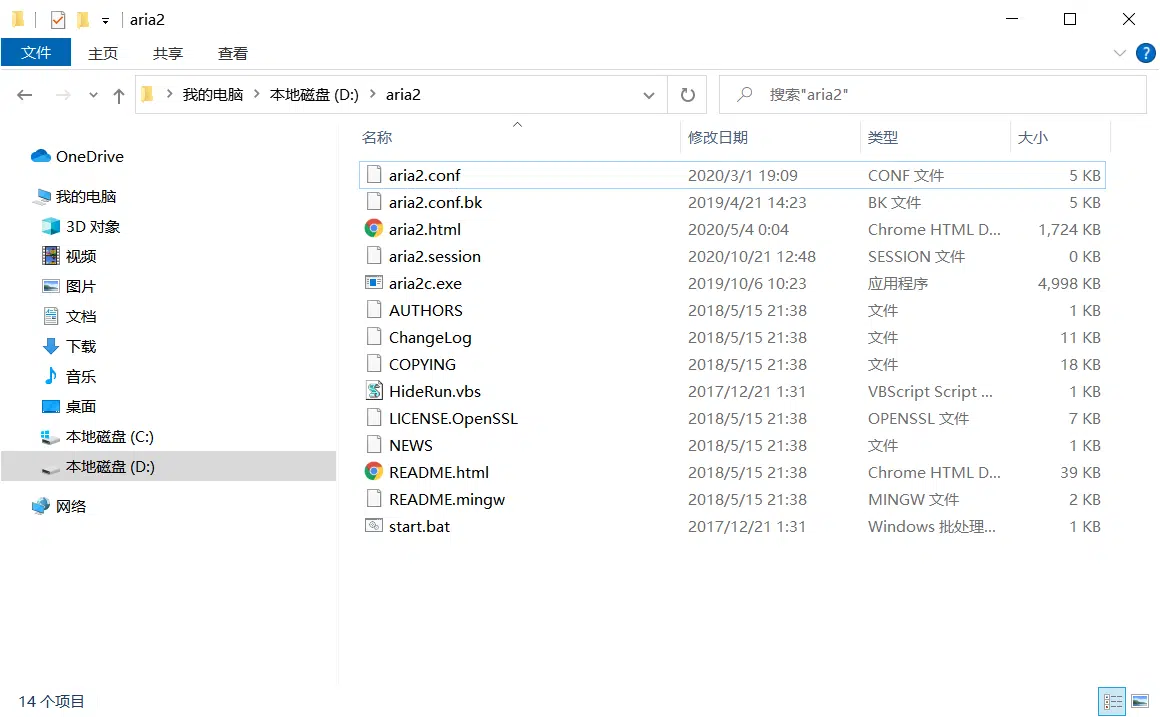 aria2
文件 主页 共享 查看
我的电脑 本地磁盘 (D:) aria2
搜索"aria2"
OneDrive
我的电脑
3D 对象
视频
图片
文档
下载
音乐
桌面
本地磁盘 (C:)
本地磁盘 (D:)
网络
名称 修改日期 类型 大小
aria2.conf 2020/3/1 19:09 CONF 文件 5 KB
aria2.conf.bk 2019/4/21 14:23 BK 文件 5 KB
aria2.html 2020/5/4 0:04 Chrome HTML D... 1,724 KB
aria2.session 2020/10/21 12:48 SESSION 文件 0 KB
aria2c.exe 2019/10/6 10:23 应用程序 4,998 KB
AUTHORS 2018/5/15 21:38 文件 1 KB
ChangeLog 2018/5/15 21:38 文件 11 KB
COPYING 2018/5/15 21:38 文件 18 KB
HideRun.vbs 2017/12/21 1:31 VBScript Script ... 1 KB
LICENSE.OpenSSL 2018/5/15 21:38 OPENSSL 文件 7 KB
NEWS 2018/5/15 21:38 文件 1 KB
README.html 2018/5/15 21:38 Chrome HTML D... 39 KB
README.mingw 2018/5/15 21:38 MINGW 文件 2 KB
start.bat 2017/12/21 1:31 Windows 批处理... 1 KB
14 个项目